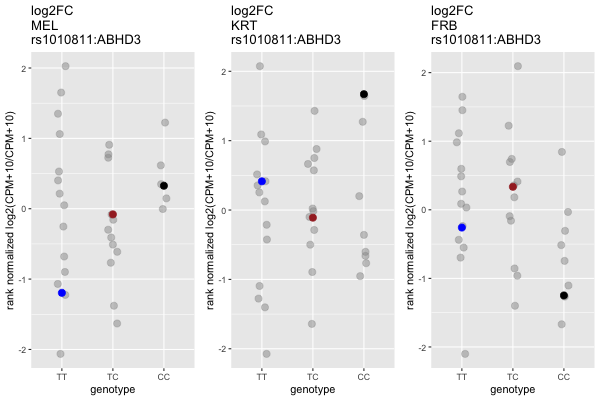 log2FC
MEL
rs1010811:ABHD3
rank normalized log2(CPM+10/CPM+10)
2
1
0
-1
-2
TT
TC
CC
genotype
log2FC
KRT
rs1010811:ABHD3
rank normalized log2(CPM+10/CPM+10)
2
1
0
-1
-2
TT
TC
CC
genotype
log2FC
FRB
rs1010811:ABHD3
rank normalized log2(CPM+10/CPM+10)
2
1
0
-1
-2
TT
TC
CC
genotype